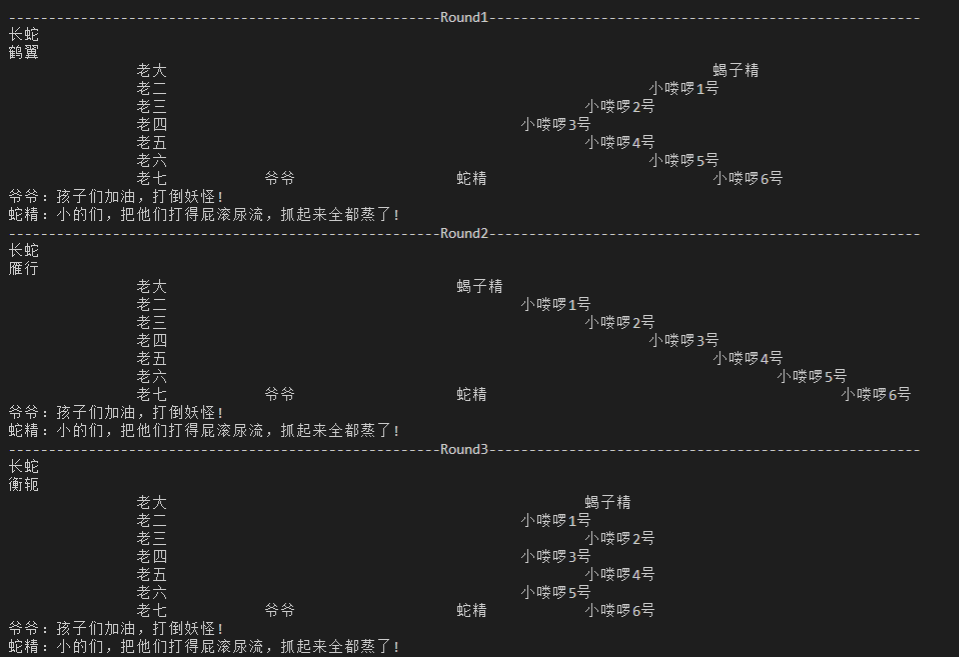 ------------------------------------------------------Round1------------------------------------------------------
长蛇
鹤翼
老大 蝎子精
老二 小喽啰1号
老三 小喽啰2号
老四 小喽啰3号
老五 小喽啰4号
老六 小喽啰5号
老七 爷爷 蛇精 小喽啰6号
爷爷：孩子们加油，打倒妖怪!
蛇精：小的们，把他们打得屁滚尿流，抓起来全都蒸了!
------------------------------------------------------Round2------------------------------------------------------
长蛇
雁行
老大 蝎子精
老二 小喽啰1号
老三 小喽啰2号
老四 小喽啰3号
老五 小喽啰4号
老六 小喽啰5号
老七 爷爷 蛇精 小喽啰6号
爷爷：孩子们加油，打倒妖怪!
蛇精：小的们，把他们打得屁滚尿流，抓起来全都蒸了!
------------------------------------------------------Round3------------------------------------------------------
长蛇
衡轭
老大 蝎子精
老二 小喽啰1号
老三 小喽啰2号
老四 小喽啰3号
老五 小喽啰4号
老六 小喽啰5号
老七 爷爷 蛇精 小喽啰6号
爷爷：孩子们加油，打倒妖怪!
蛇精：小的们，把他们打得屁滚尿流，抓起来全都蒸了!